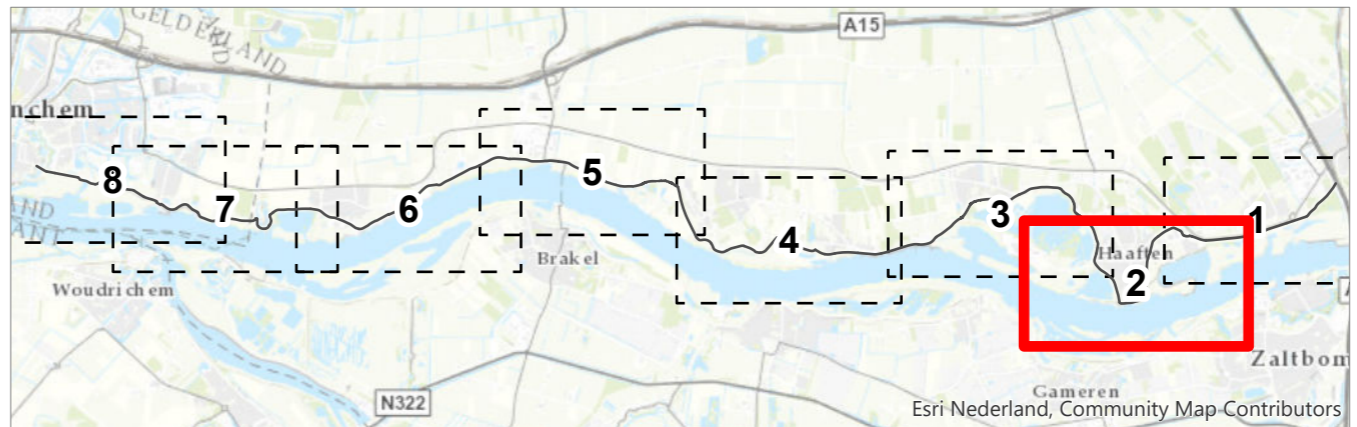 GELDERLAND
A15
nchem
5
8
7
6
3
1
4
Haaften
2
Brakel
Woudrichem
Zaltbom
Gameren
N322
Esri Nederland, Community Map Contributors